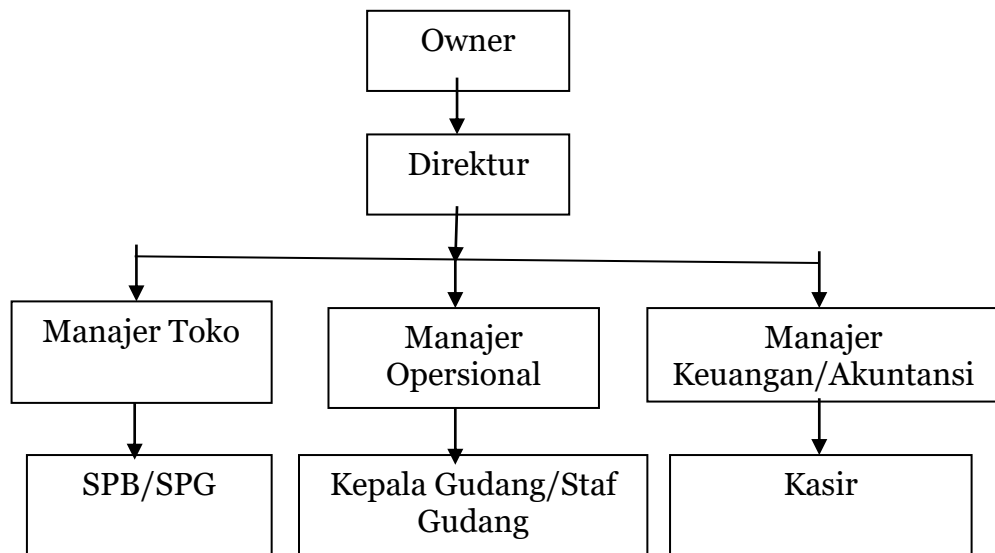 Owner
Direktur
Manajer Toko
Manajer
Opersional
Manajer
Keuangan/Akuntansi
SPB/SPG
Kepala Gudang/Staf
Gudang
Kasir